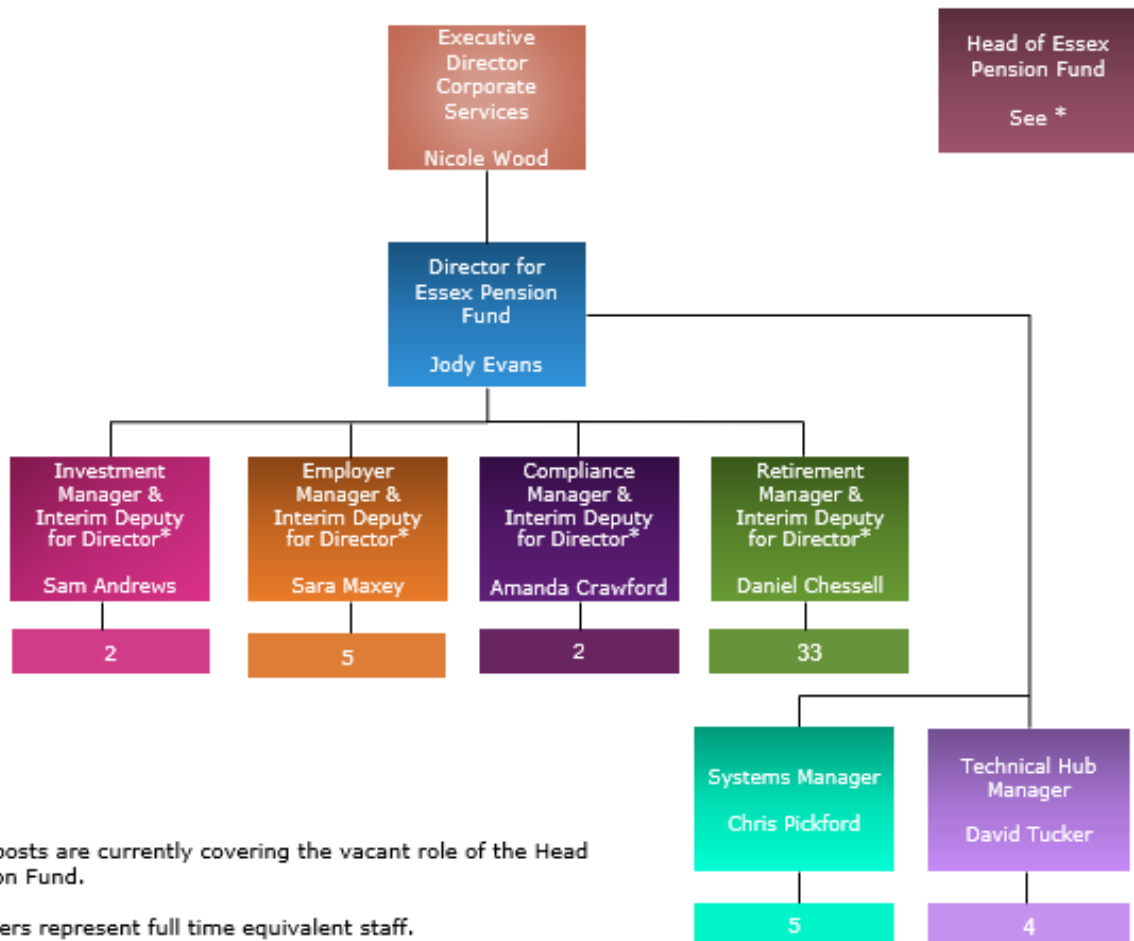 Executive
Director
Corporate
Services
Nicole Wood
Head of Essex
Pension Fund
See *
Director for
Essex Pension
Fund
Jody Evans
Investment
Manager &
Interim Deputy
for Director*
Sam Andrews
2
Employer
Manager &
Interim Deputy
for Director*
Sara Maxey
5
Compliance
Manager &
Interim Deputy
for Director*
Amanda Crawford
2
Retirement
Manager &
Interim Deputy
for Director*
Daniel Chessell
33
Systems Manager
Chris Pickford
5
Technical Hub
Manager
David Tucker
4
posts are currently covering the vacant role of the Head
on Fund.
ers represent full time equivalent staff.